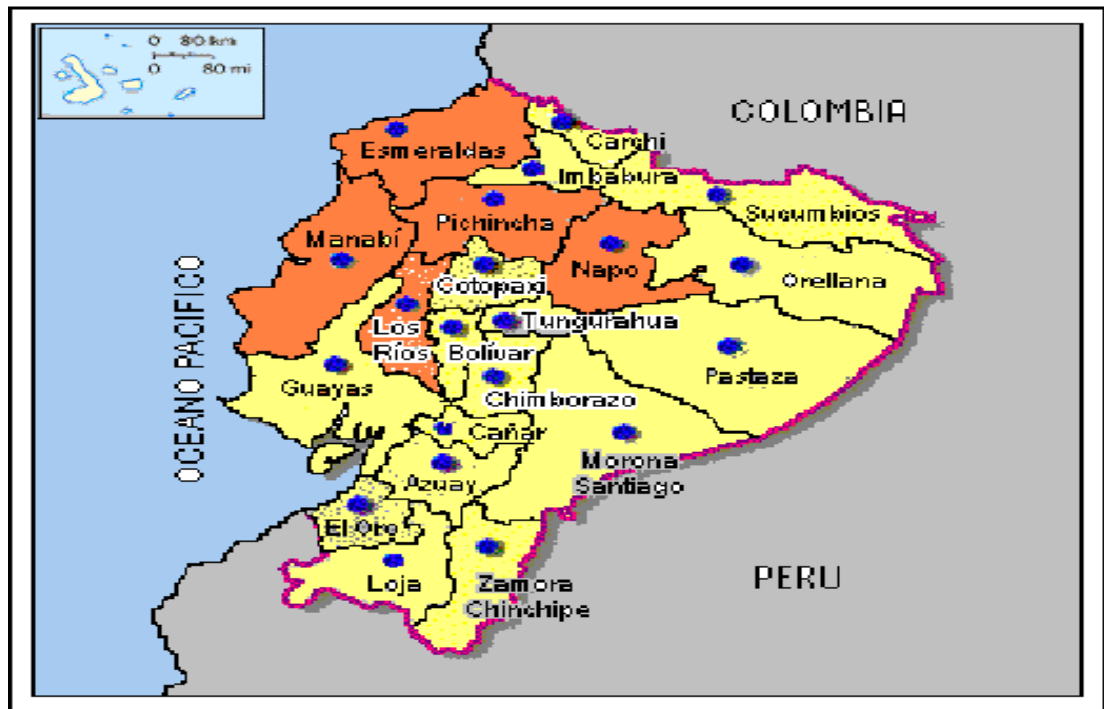 0 80 km
0 80 mi
COLOMBIA
Carchi
Esmeraldas
Imbabura
Sucumbios
Pichincha
Manabí
Napo
Orellana
Cotopaxi
Los
Ríos
Tungurahua
Bolívar
Pastaza
Guayas
Chimborazo
OCEANO PACIFICO
Cañar
Morona
Santiago
Azuay
El Oro
Loja
Zamora
Chinchipe
PERU